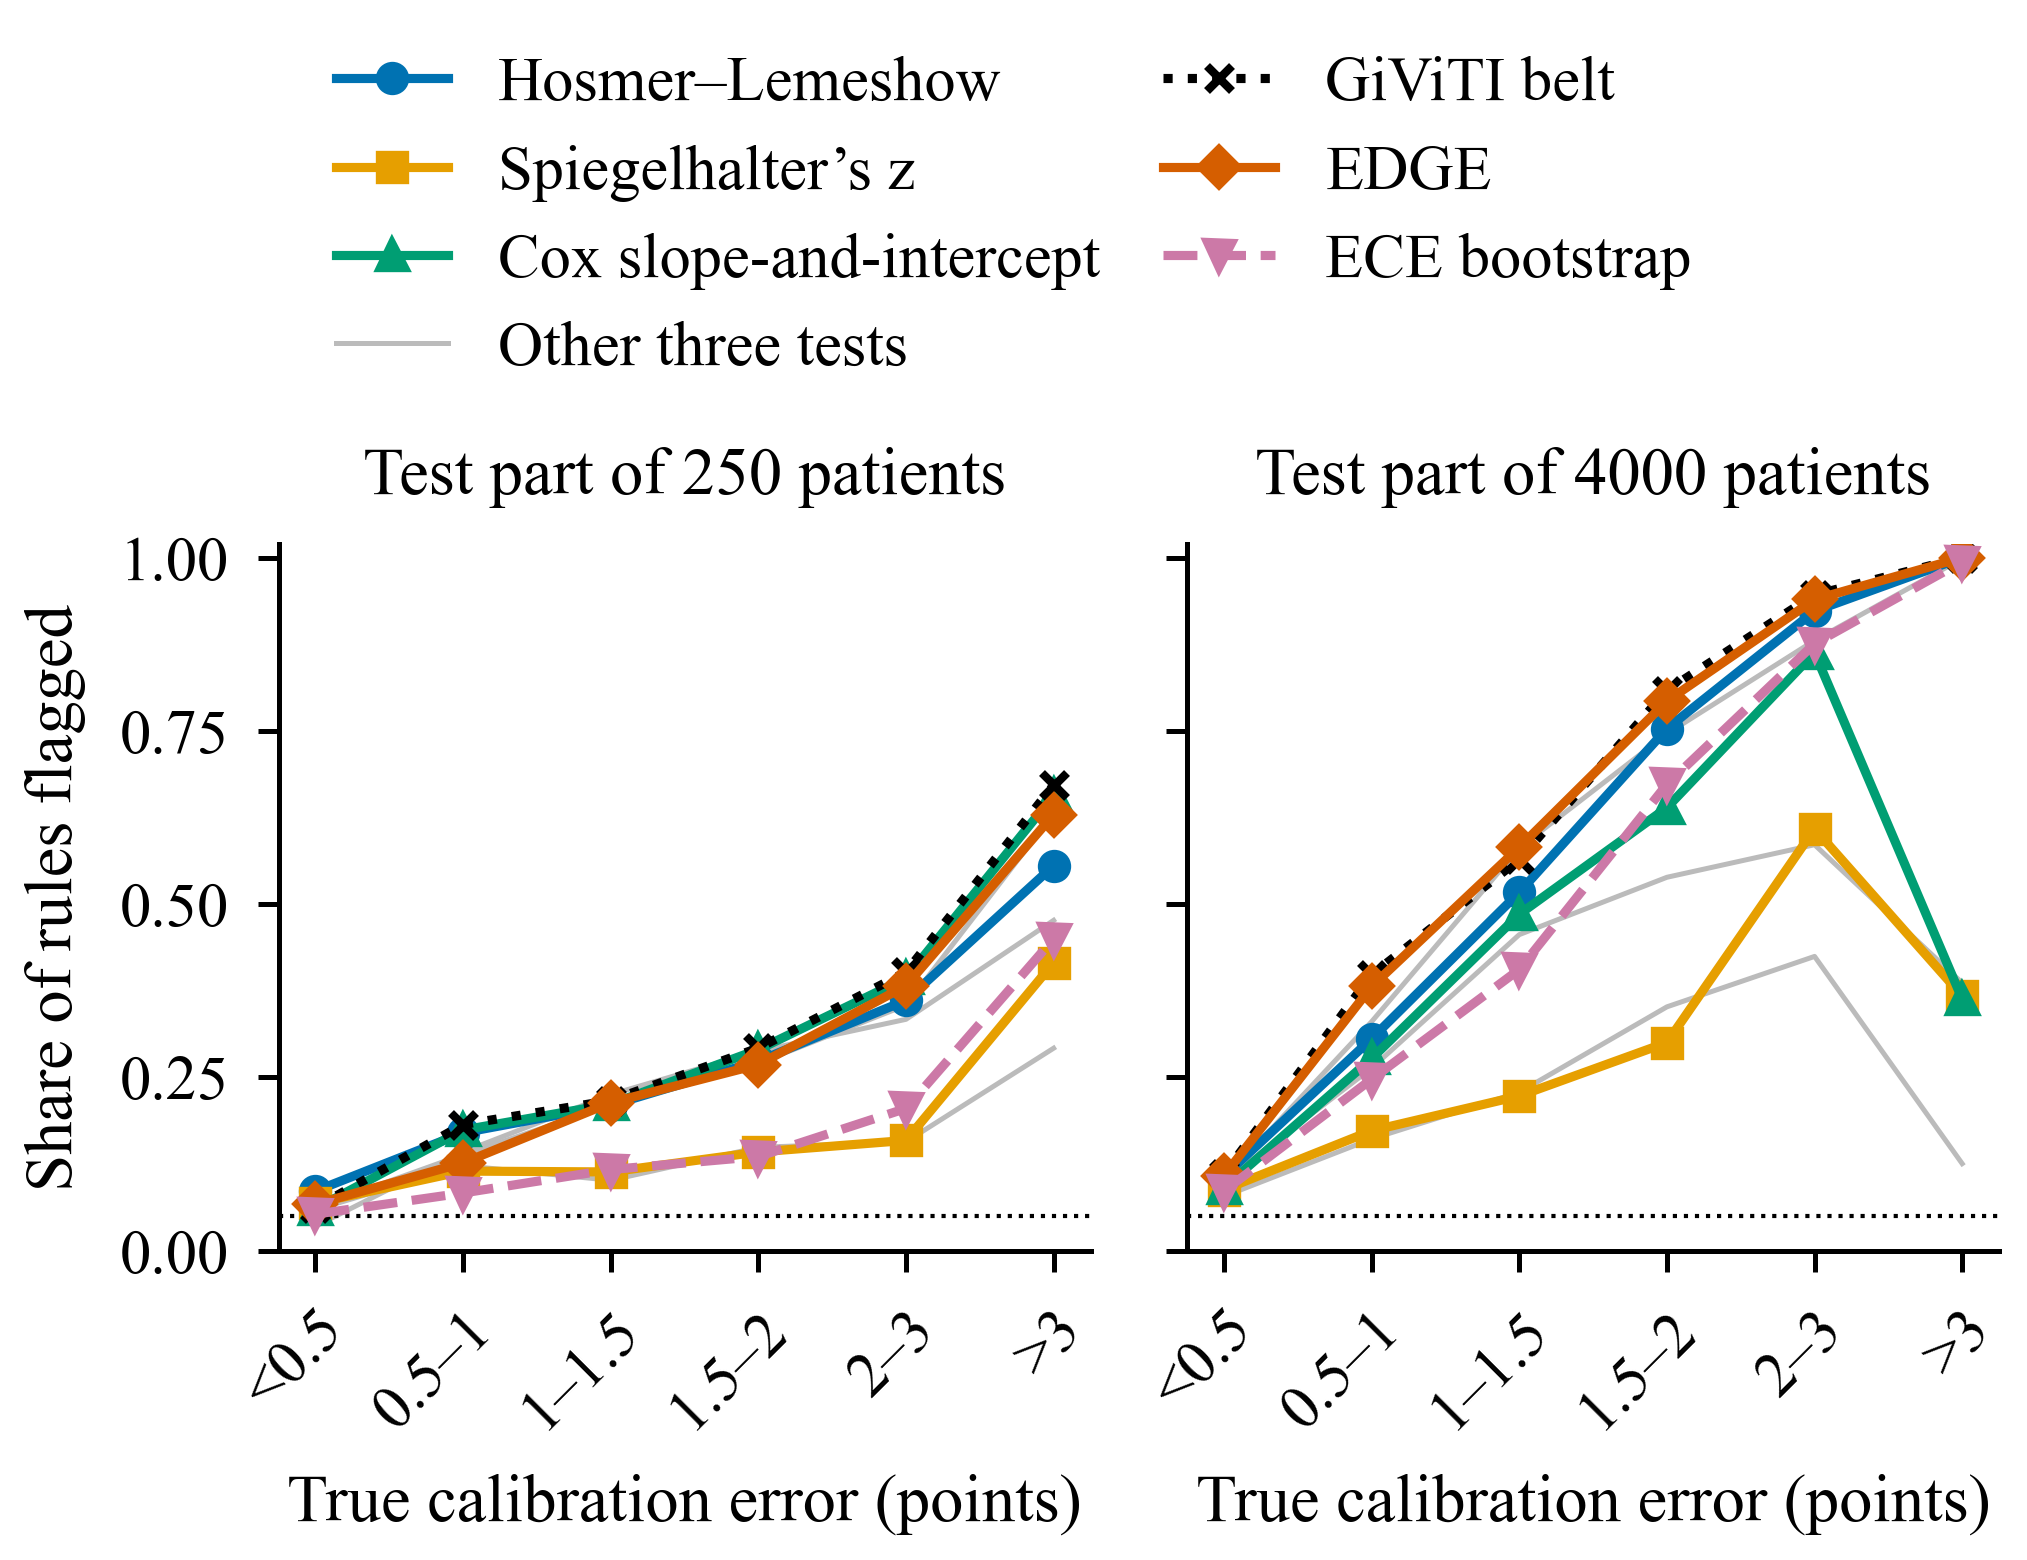 Hosmer–Lemeshow
Spiegelhalter’s z
Cox slope-and-intercept
Other three tests
GiViTI belt
EDGE
ECE bootstrap
Test part of 250 patients
Test part of 4000 patients
Share of rules flagged
1.00
0.75
0.50
0.25
0.00
<0.5
0.5–1
1–1.5
1.5–2
2–3
>3
<0.5
0.5–1
1–1.5
1.5–2
2–3
>3
True calibration error (points)
True calibration error (points)